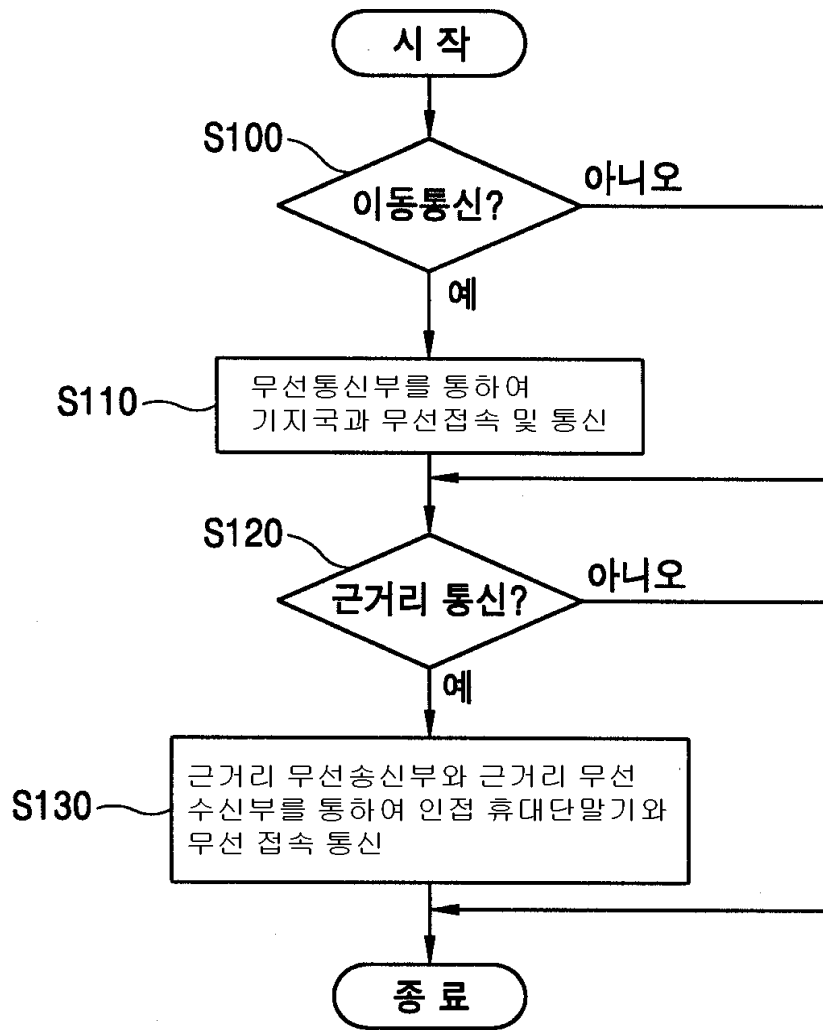 시 작
S100
이동통신?
아니오
예
S110
무선통신부를 통하여
기지국과 무선접속 및 통신
S120
근거리 통신?
아니오
예
S130
근거리 무선송신부와 근거리 무선
수신부를 통하여 인접 휴대단말기와
무선 접속 통신
종 료